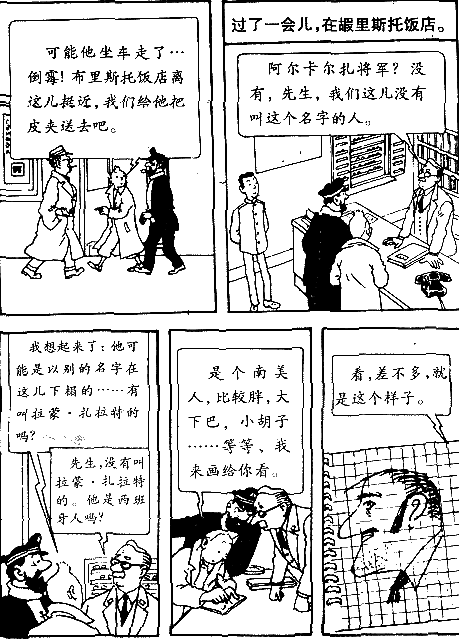 可能他坐车走了…
倒霉！布里斯托饭店离
这儿挺近，我们给他把
皮夹送去吧。
过了一会儿，在布里斯托饭店。
阿尔卡尔扎将军？没
有，先生，我们这儿没有
叫这个名字的人。
我想起来了：他可
能是以别的名字在
这儿下榻的……有
叫拉蒙·扎拉特的
吗？
先生，没有叫
拉蒙·扎拉特
的。他是西班
牙人吗？
是个南美
人，比较胖，大
下巴，小胡子
……等等、我
来画给你看。
看，差不多，就
是这个样子。